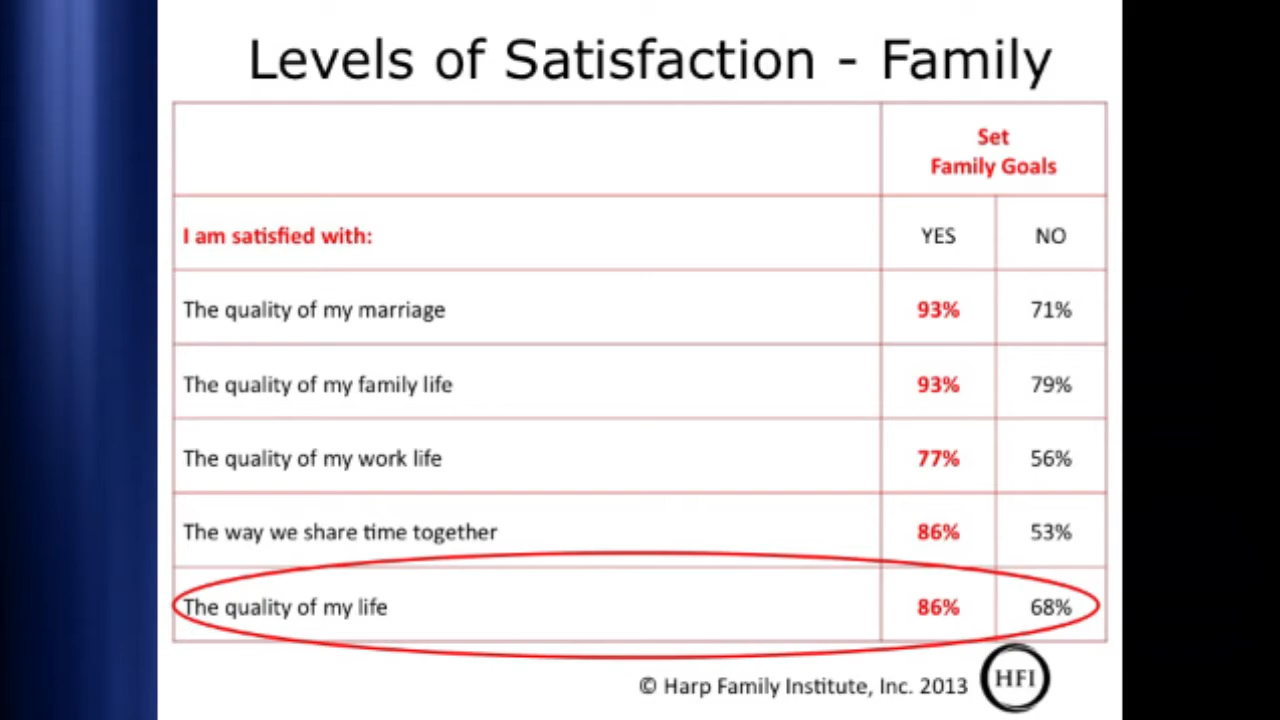 Levels of Satisfaction - Family
Set
Family Goals
I am satisfied with: YES NO
The quality of my marriage 93% 71%
The quality of my family life 93% 79%
The quality of my work life 77% 56%
The way we share time together 86% 53%
The quality of my life 86% 68%
© Harp Family Institute, Inc. 2013 HFI